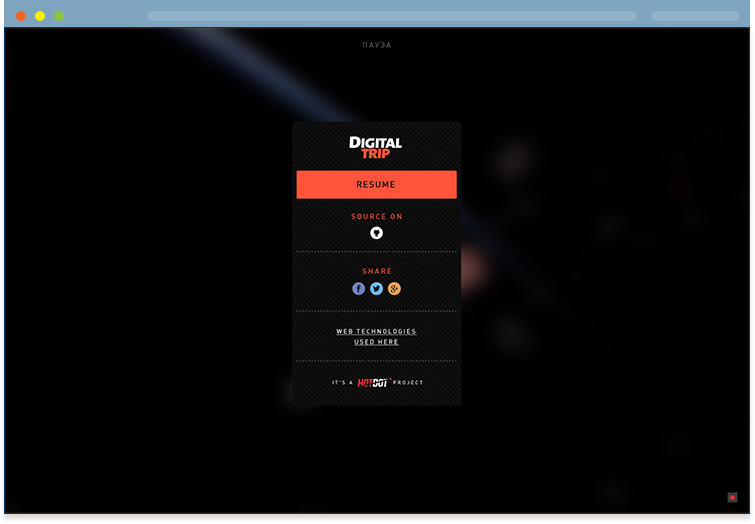 ПАУЗА
DIGITAL
TRIP
RESUME
SOURCE ON
SHARE
WEB TECHNOLOGIES
USED HERE
IT'S A HOTDOT PROJECT